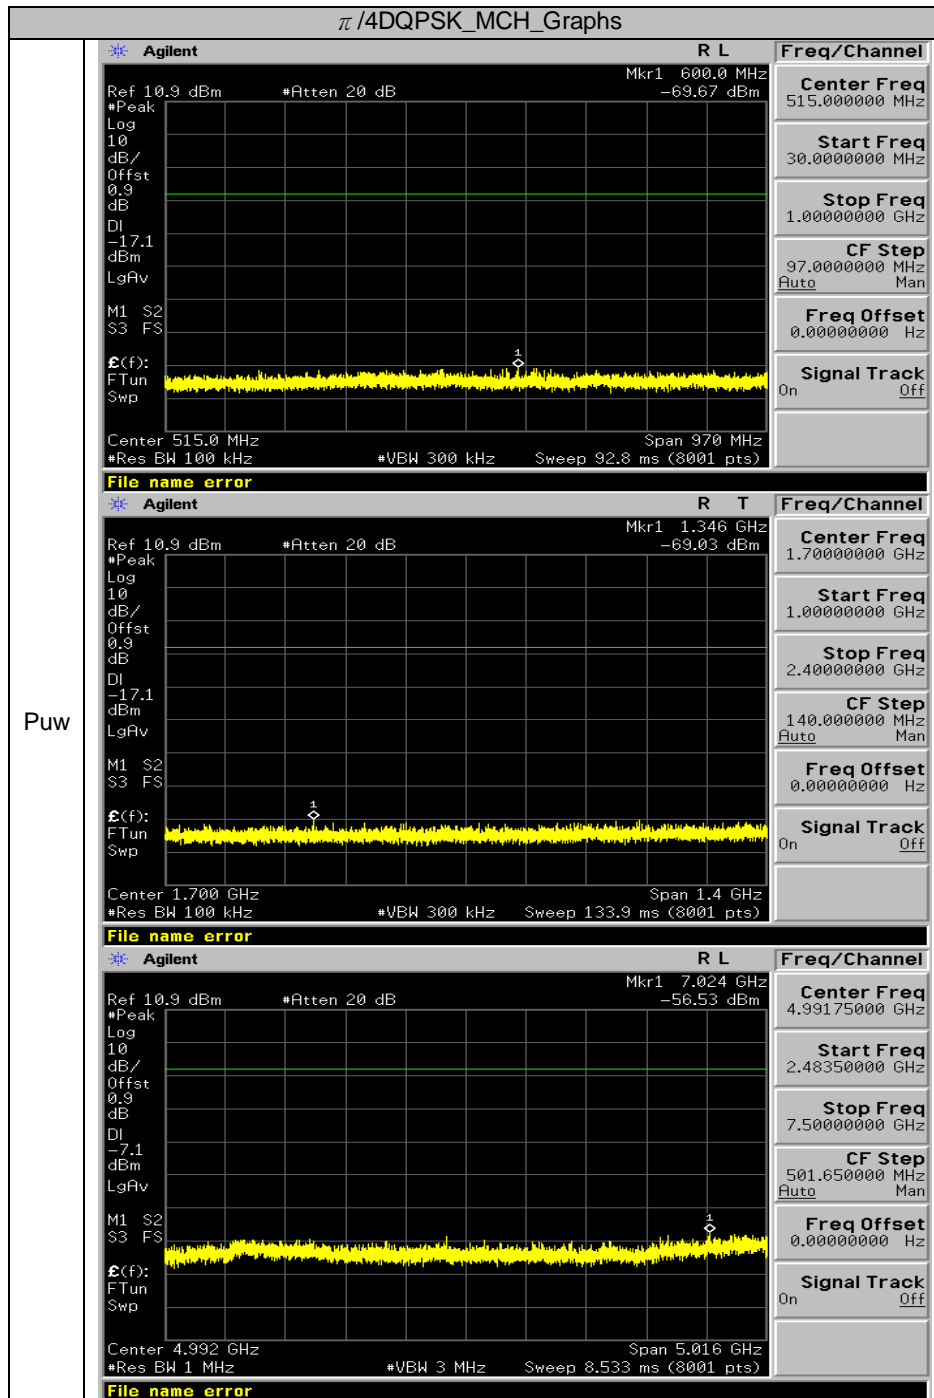 π/4DQPSK_MCH_Graphs
Puw
Agilent R L Freq/Channel
Mkr1 600.0 MHz
Ref 10.9 dBm #Atten 20 dB -69.67 dBm
#Peak
Log
10
dB/
Offst
0.9
dB
DI
-17.1
dBm
LgAv
M1 S2
S3 FS
£(f):
FTun
Swp
1
Center 515.0 MHz Span 970 MHz
#Res BW 100 kHz #VBW 300 kHz Sweep 92.8 ms (8001 pts)
File name error
Center Freq
515.000000 MHz
Start Freq
30.0000000 MHz
Stop Freq
1.00000000 GHz
CF Step
97.0000000 MHz
Auto Man
Freq Offset
0.00000000 Hz
Signal Track
On Off
Agilent R T Freq/Channel
Mkr1 1.346 GHz
Ref 10.9 dBm #Atten 20 dB -69.03 dBm
#Peak
Log
10
dB/
Offst
0.9
dB
DI
-17.1
dBm
LgAv
M1 S2
S3 FS
£(f):
FTun
Swp
1
Center 1.700 GHz Span 1.4 GHz
#Res BW 100 kHz #VBW 300 kHz Sweep 133.9 ms (8001 pts)
File name error
Center Freq
1.70000000 GHz
Start Freq
1.00000000 GHz
Stop Freq
2.40000000 GHz
CF Step
140.000000 MHz
Auto Man
Freq Offset
0.00000000 Hz
Signal Track
On Off
Agilent R L Freq/Channel
Mkr1 7.024 GHz
Ref 10.9 dBm #Atten 20 dB -56.53 dBm
#Peak
Log
10
dB/
Offst
0.9
dB
DI
-7.1
dBm
LgAv
M1 S2
S3 FS
£(f):
FTun
Swp
1
Center 4.992 GHz Span 5.016 GHz
#Res BW 1 MHz #VBW 3 MHz Sweep 8.533 ms (8001 pts)
File name error
Center Freq
4.99175000 GHz
Start Freq
2.48350000 GHz
Stop Freq
7.50000000 GHz
CF Step
501.650000 MHz
Auto Man
Freq Offset
0.00000000 Hz
Signal Track
On Off